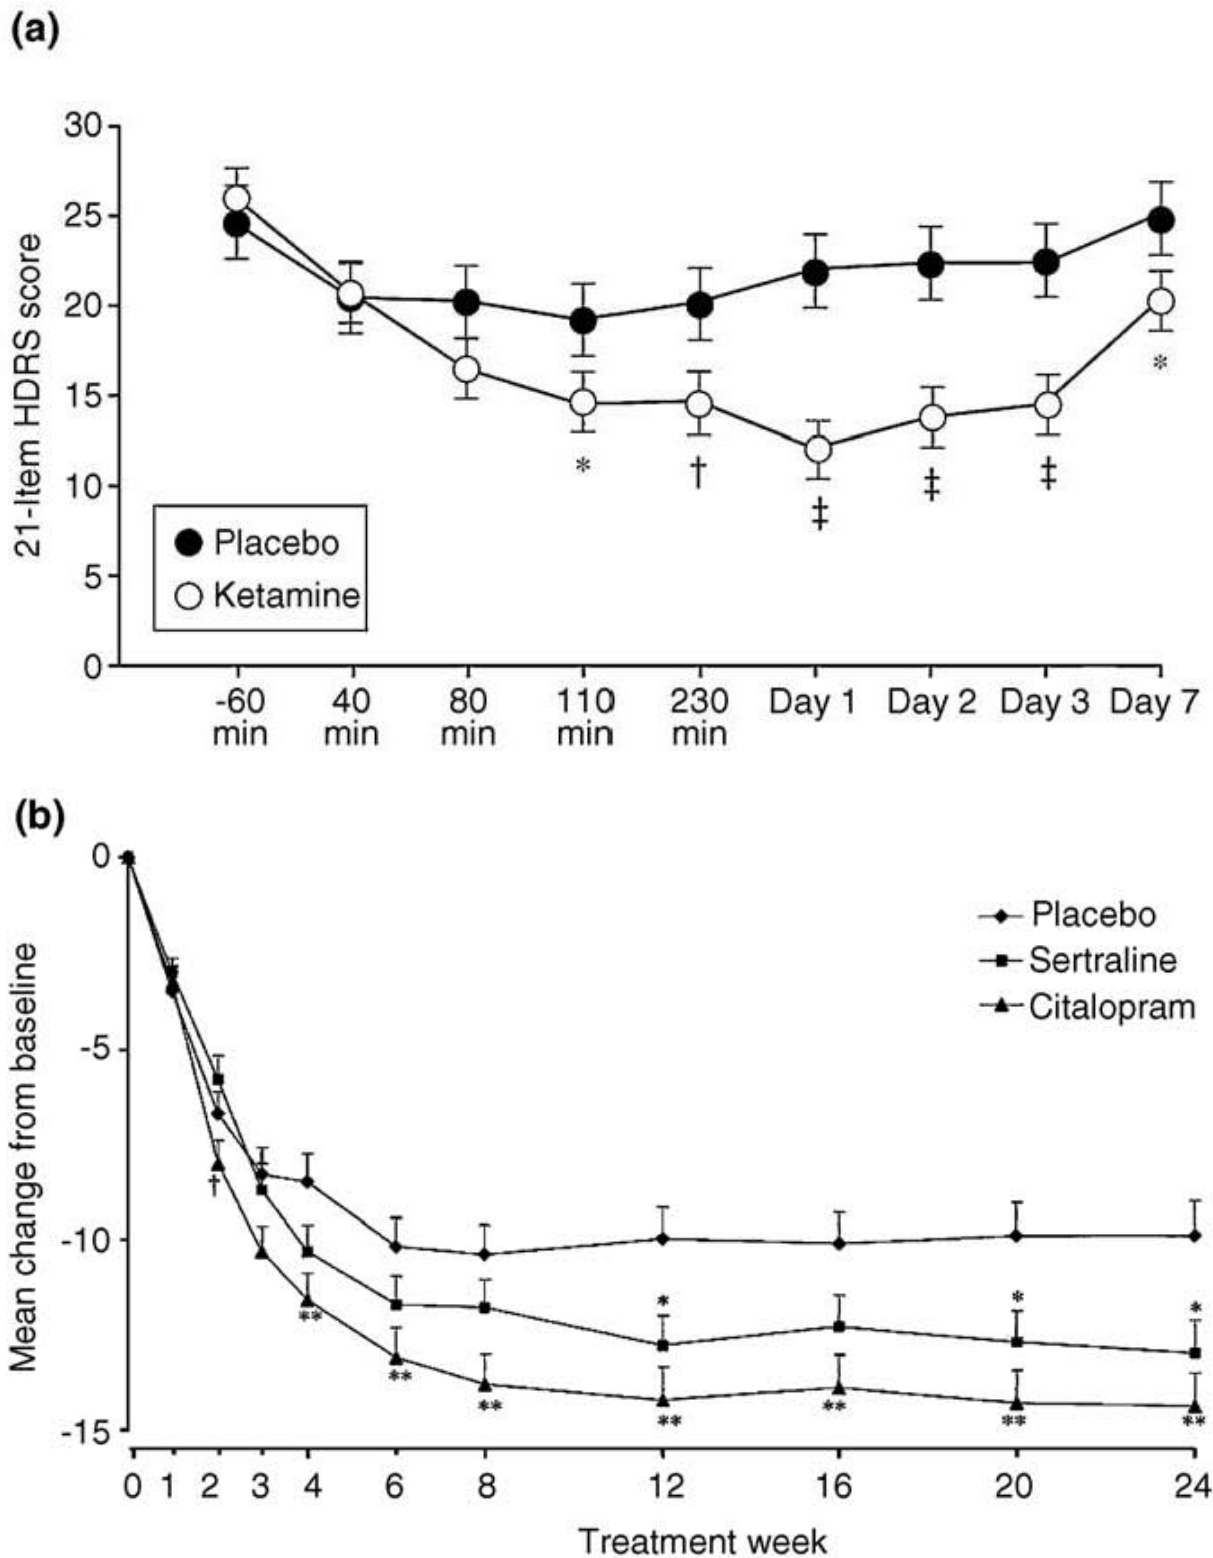 (a)
21-Item HDRS score
30
25
20
15
10
5
0
* † ‡ ‡ ‡ *
Placebo
Ketamine
-60 min
40 min
80 min
110 min
230 min
Day 1
Day 2
Day 3
Day 7
(b)
Mean change from baseline
0
-5
-10
-15
Placebo
Sertraline
Citalopram
†
* * *
** ** ** ** ** ** **
0 1 2 3 4 6 8 12 16 20 24
Treatment week